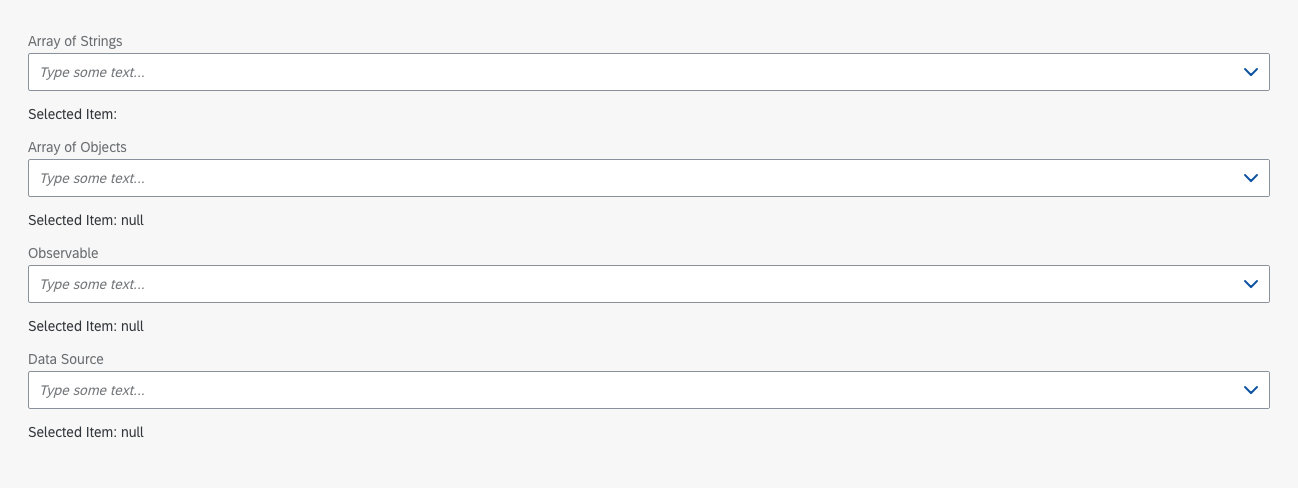 Array of Strings
Type some text...
Selected Item:
Array of Objects
Type some text...
Selected Item: null
Observable
Type some text...
Selected Item: null
Data Source
Type some text...
Selected Item: null